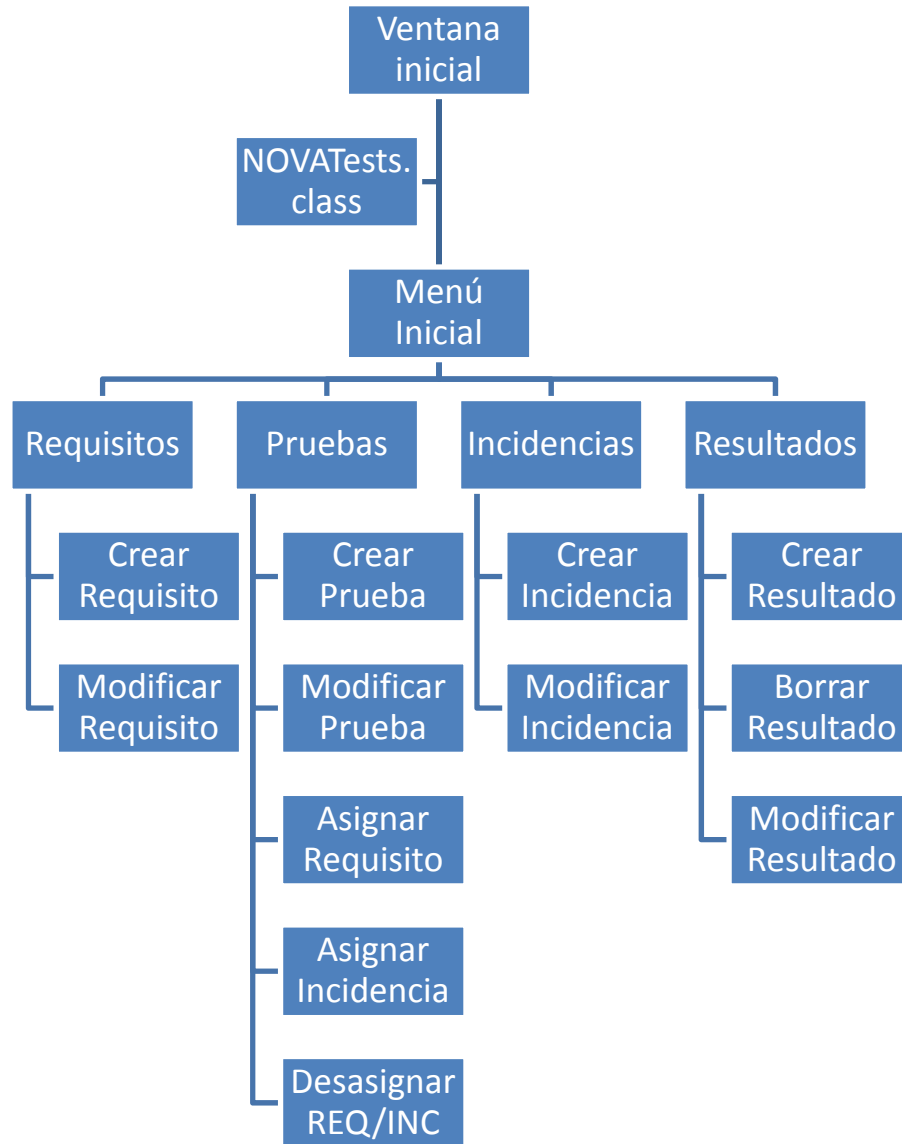 Ventana
inicial
NOVATests.
class
Menú
Inicial
Requisitos
Pruebas
Incidencias
Resultados
Crear
Requisito
Modificar
Requisito
Crear
Prueba
Modificar
Prueba
Asignar
Requisito
Asignar
Incidencia
Desasignar
REQ/INC
Crear
Incidencia
Modificar
Incidencia
Crear
Resultado
Borrar
Resultado
Modificar
Resultado